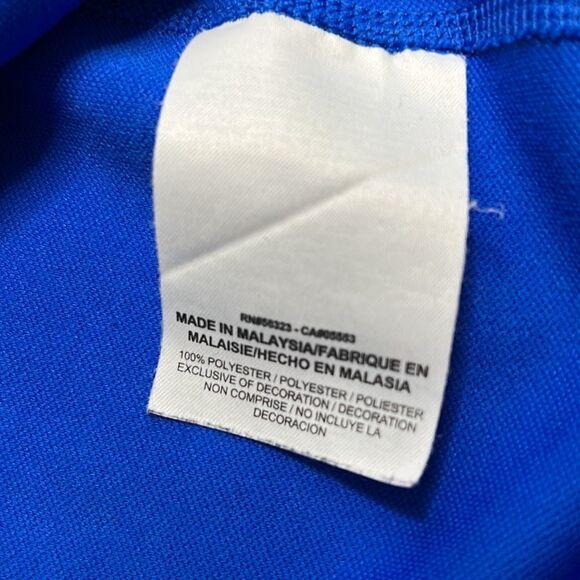 RN#56323 - CA#05553
MADE IN MALAYSIA/FABRIQUE EN
MALAISIE/HECHO EN MALASIA
100% POLYESTER / POLYESTER / POLIESTER
EXCLUSIVE OF DECORATION / DECORATION
NON COMPRISE / NO INCLUYE LA
DECORACION